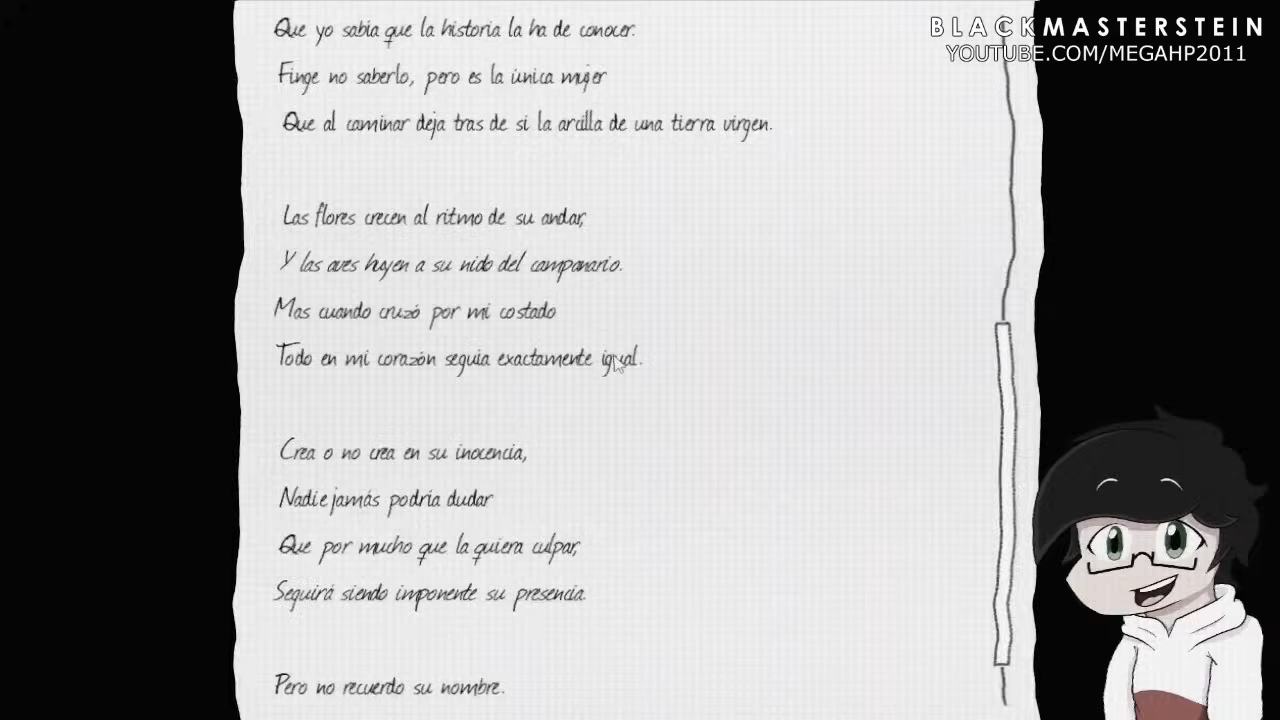 Que yo sabía que la historia la ha de conocer.
BLACKMASTERSTEIN
YOUTUBE.COM/MEGAHP2011
Finge no saberlo, pero es la única mujer
Que al caminar deja tras de si la arcilla de una tierra virgen.
Las flores crecen al ritmo de su andar,
Y las aves huyen a su nido del campanario.
Mas cuando cruzó por mi costado
Todo en mi corazón seguía exactamente igual.
Crea o no crea en su inocencia,
Nadie jamás podría dudar
Que por mucho que la quiera culpar,
Seguirá siendo imponente su presencia.
Pero no recuerdo su nombre.